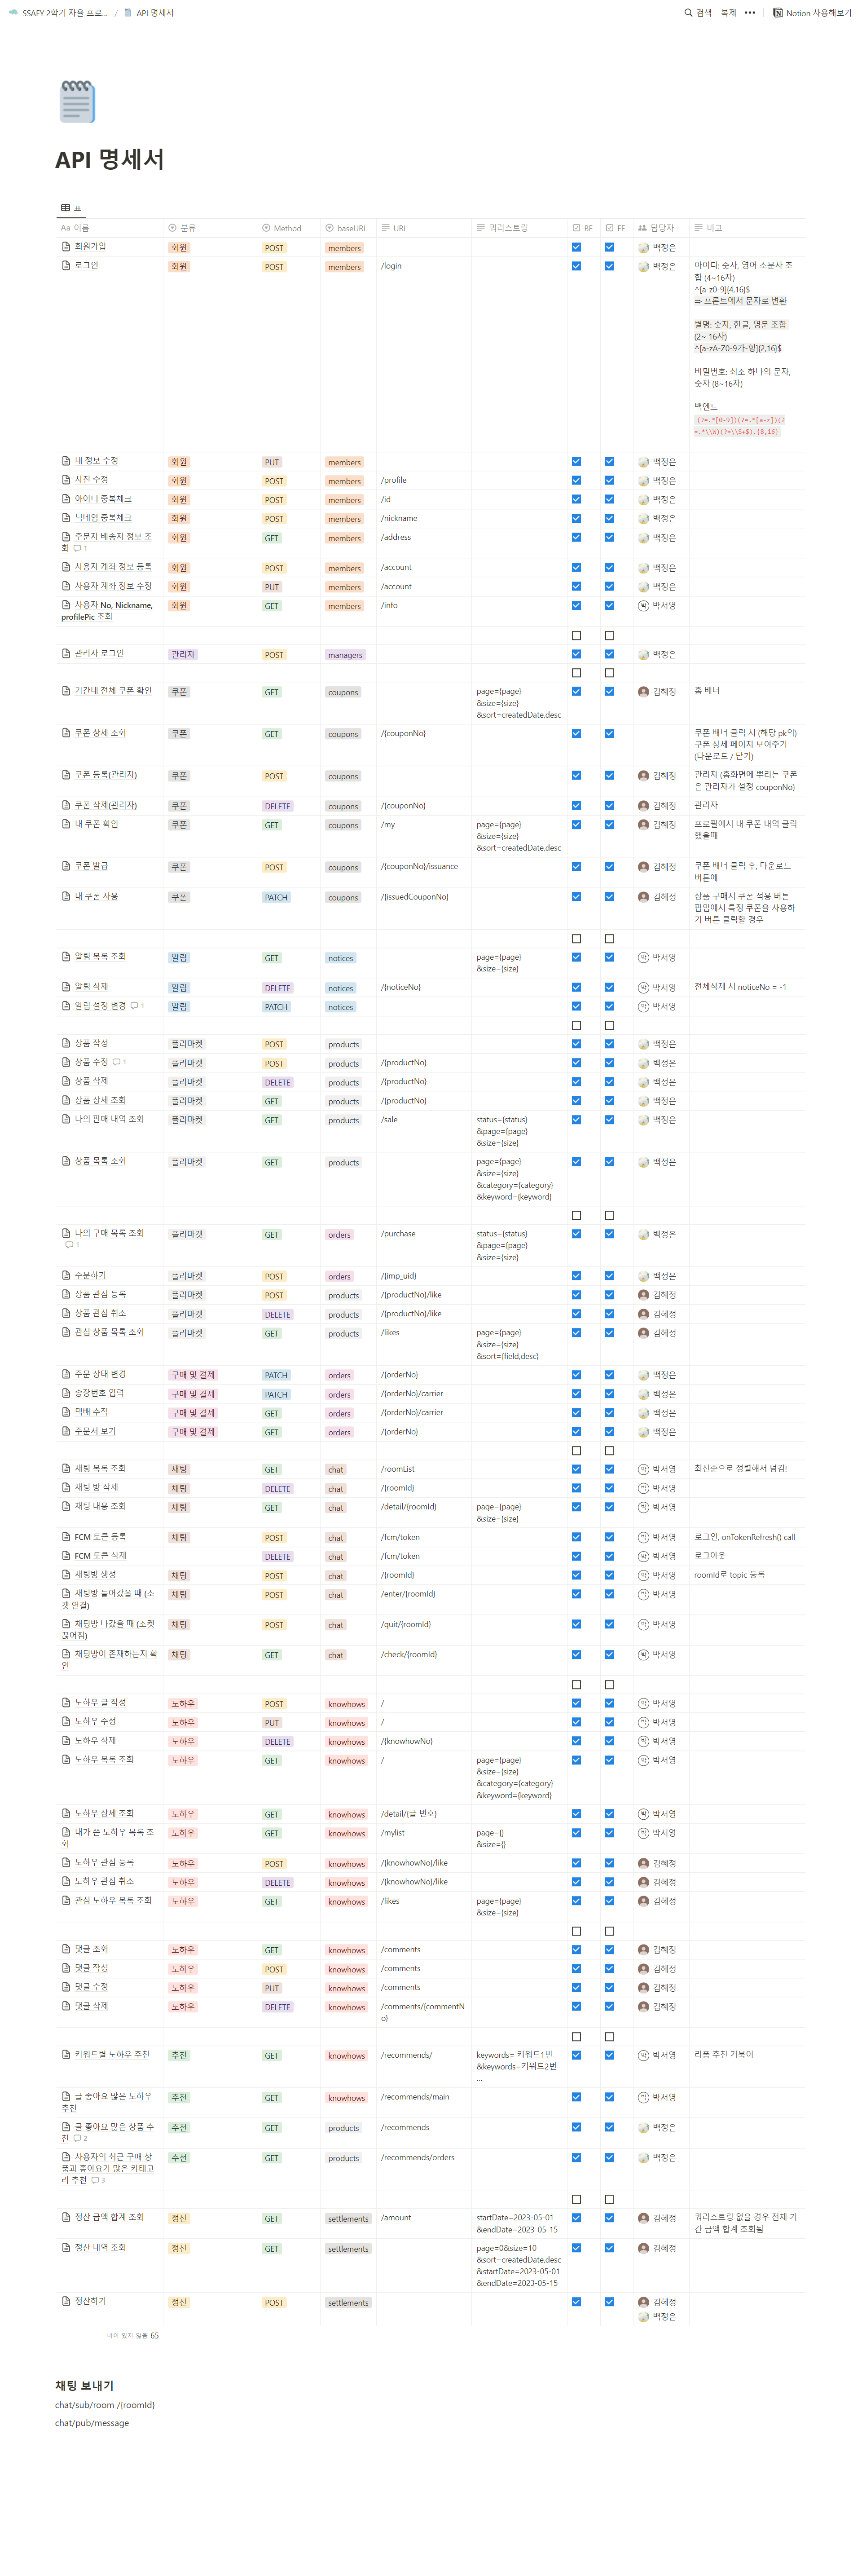 SSAFY 2학기 자율 프로... / API 명세서 검색 복제 ••• Notion 사용해보기
API 명세서
표
Aa 이름 분류 Method baseURL URI 쿼리스트링 BE FE 담당자 비고
회원가입 회원 POST members 백정은
로그인 회원 POST members /login 백정은 아이디: 숫자, 영어 소문자 조
합 (4~16자)
^[a-z0-9]{4,16}$
⇒ 프론트에서 문자로 변환
별명: 숫자, 한글, 영문 조합
(2~ 16자)
^[a-zA-Z0-9가-힣]{2,16}$
비밀번호: 최소 하나의 문자,
숫자 (8~16자)
백엔드
(?=.*[0-9])(?=.*[a-z])(?
=.*\\W)(?=\\S+$).{8,16}
내 정보 수정 회원 PUT members 백정은
사진 수정 회원 POST members /profile 백정은
아이디 중복체크 회원 POST members /id 백정은
닉네임 중복체크 회원 POST members /nickname 백정은
주문자 배송지 정보 조 회원 GET members /address 백정은
회 1
사용자 계좌 정보 등록 회원 POST members /account 백정은
사용자 계좌 정보 수정 회원 PUT members /account 백정은
사용자 No, Nickname, 회원 GET members /info 박서영
profilePic 조회
관리자 로그인 관리자 POST managers 백정은
기간내 전체 쿠폰 확인 쿠폰 GET coupons page={page} 김혜정 홈 배너
&size={size}
&sort=createdDate,desc
쿠폰 상세 조회 쿠폰 GET coupons /{couponNo} 쿠폰 배너 클릭 시 (해당 pk의)
쿠폰 상세 페이지 보여주기
(다운로드 / 닫기)
쿠폰 등록(관리자) 쿠폰 POST coupons 김혜정 관리자 (홈화면에 뿌리는 쿠폰
은 관리자가 설정 couponNo)
쿠폰 삭제(관리자) 쿠폰 DELETE coupons /{couponNo} 김혜정 관리자
내 쿠폰 확인 쿠폰 GET coupons /my page={page} 김혜정 프로필에서 내 쿠폰 내역 클릭
&size={size} 했을때
&sort=createdDate,desc
쿠폰 발급 쿠폰 POST coupons /{couponNo}/issuance 김혜정 쿠폰 배너 클릭 후, 다운로드
버튼에
내 쿠폰 사용 쿠폰 PATCH coupons /{issuedCouponNo} 김혜정 상품 구매시 쿠폰 적용 버튼
팝업에서 특정 쿠폰을 사용하
기 버튼 클릭할 경우
알림 목록 조회 알림 GET notices page={page} 박서영
&size={size}
알림 삭제 알림 DELETE notices /{noticeNo} 박서영 전체삭제 시 noticeNo = -1
알림 설정 변경 1 알림 PATCH notices 박서영
상품 작성 플리마켓 POST products 백정은
상품 수정 1 플리마켓 POST products /{productNo} 백정은
상품 삭제 플리마켓 DELETE products /{productNo} 백정은
상품 상세 조회 플리마켓 GET products /{productNo} 백정은
나의 판매 내역 조회 플리마켓 GET products /sale status={status} 백정은
&page={page}
&size={size}
상품 목록 조회 플리마켓 GET products page={page} 백정은
&size={size}
&category={category}
&keyword={keyword}
나의 구매 목록 조회 플리마켓 GET orders /purchase status={status} 백정은
1 &page={page}
&size={size}
주문하기 플리마켓 POST orders /{imp_uid} 백정은
상품 관심 등록 플리마켓 POST products /{productNo}/like 김혜정
상품 관심 취소 플리마켓 DELETE products /{productNo}/like 김혜정
관심 상품 목록 조회 플리마켓 GET products /likes page={page} 김혜정
&size={size}
&sort={field,desc}
주문 상태 변경 구매 및 결제 PATCH orders /{orderNo} 백정은
송장번호 입력 구매 및 결제 PATCH orders /{orderNo}/carrier 백정은
택배 추적 구매 및 결제 GET orders /{orderNo}/carrier 백정은
주문서 보기 구매 및 결제 GET orders /{orderNo} 백정은
채팅 목록 조회 채팅 GET chat /roomList 박서영 최신순으로 정렬해서 넘김!
채팅 방 삭제 채팅 DELETE chat /{roomId} 박서영
채팅 내용 조회 채팅 GET chat /detail/{roomId} page={page} 박서영
&size={size}
FCM 토큰 등록 채팅 POST chat /fcm/token 박서영 로그인, onTokenRefresh() call
FCM 토큰 삭제 DELETE chat /fcm/token 박서영 로그아웃
채팅방 생성 채팅 POST chat /{roomId} 박서영 roomId로 topic 등록
채팅방 들어갔을 때 (소 채팅 POST chat /enter/{roomId} 박서영
켓 연결)
채팅방 나갔을 때 (소켓 채팅 POST chat /quit/{roomId} 박서영
끊어짐)
채팅방이 존재하는지 확 채팅 GET chat /check/{roomId} 박서영
인
노하우 글 작성 노하우 POST knowhows / 박서영
노하우 수정 노하우 PUT knowhows / 박서영
노하우 삭제 노하우 DELETE knowhows /{knowhowNo} 박서영
노하우 목록 조회 노하우 GET knowhows / page={page} 박서영
&size={size}
&category={category}
&keyword={keyword}
노하우 상세 조회 노하우 GET knowhows /detail/{글 번호} 박서영
내가 쓴 노하우 목록 조 노하우 GET knowhows /mylist page={} 박서영
회 &size={}
노하우 관심 등록 노하우 POST knowhows /{knowhowNo}/like 김혜정
노하우 관심 취소 노하우 DELETE knowhows /{knowhowNo}/like 김혜정
관심 노하우 목록 조회 노하우 GET knowhows /likes page={page} 김혜정
&size={size}
댓글 조회 노하우 GET knowhows /comments 김혜정
댓글 작성 노하우 POST knowhows /comments 김혜정
댓글 수정 노하우 PUT knowhows /comments 김혜정
댓글 삭제 노하우 DELETE knowhows /comments/{commentN 김혜정
o}
키워드별 노하우 추천 추천 GET knowhows /recommends/ keywords= 키워드1번 박서영 리폼 추천 거북이
&keywords=키워드2번
...
글 좋아요 많은 노하우 추천 GET knowhows /recommends/main 박서영
추천
글 좋아요 많은 상품 추 추천 GET products /recommends 백정은
천 2
사용자의 최근 구매 상 추천 GET products /recommends/orders 백정은
품과 좋아요가 많은 카테고
리 추천 3
정산 금액 합계 조회 정산 GET settlements /amount startDate=2023-05-01 김혜정 쿼리스트링 없을 경우 전체 기
&endDate=2023-05-15 간 금액 합계 조회됨
정산 내역 조회 정산 GET settlements page=0&size=10 김혜정
&sort=createdDate,desc
&startDate=2023-05-01
&endDate=2023-05-15
정산하기 정산 POST settlements 김혜정
백정은
비어 있지 않음 65
채팅 보내기
chat/sub/room /{roomId}
chat/pub/message